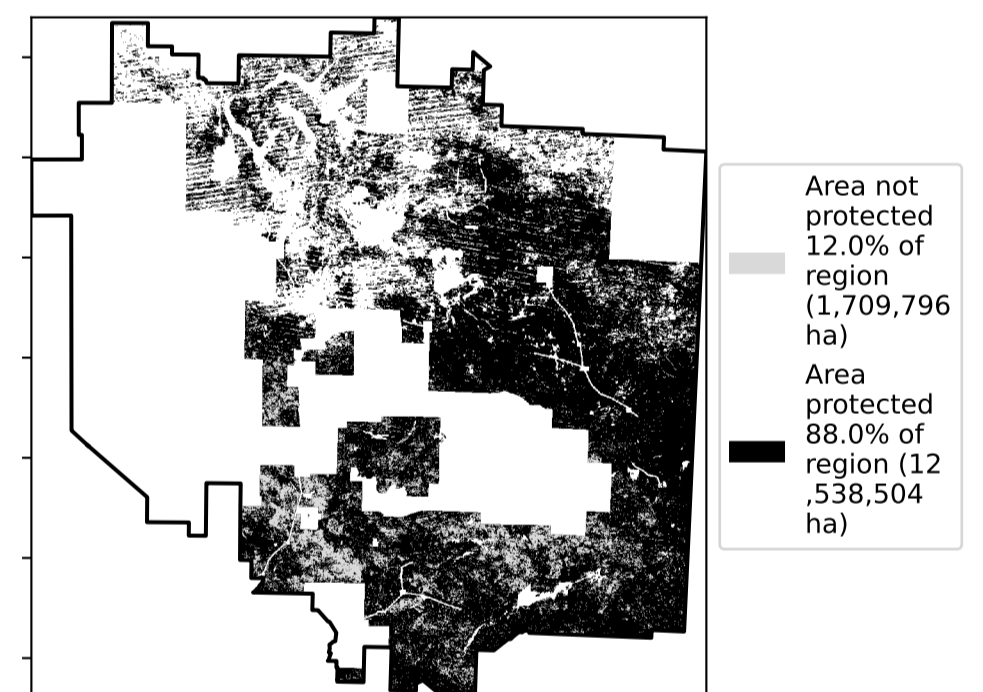 Area not
protected
12.0% of
region
(1,709,796
ha)
Area
protected
88.0% of
region (12
,538,504
ha)